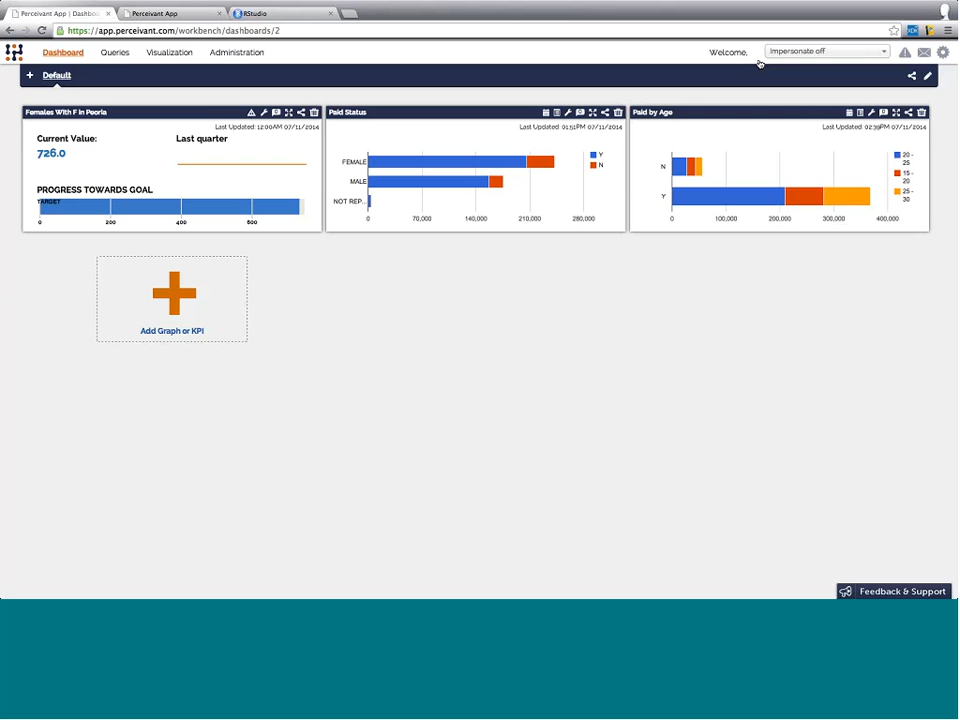 Perceivant App | Dashbo
Perceivant App
RStudio
https://app.perceivant.com/workbench/dashboards/2
Dashboard
Queries
Visualization
Administration
Welcome,
Impersonate off
Default
Females With F in Peoria
Last Updated: 12:00AM 07/11/2014
Current Value:
Last quarter
726.0
PROGRESS TOWARDS GOAL
TARGET
0 200 400 600
Paid Status
Last Updated: 01:51PM 07/11/2014
FEMALE
MALE
NOT REP...
Y
N
0 70,000 140,000 210,000 280,000
Paid by Age
Last Updated: 02:39PM 07/11/2014
N
Y
20 -
25
15 -
20
25 -
30
0 100,000 200,000 300,000 400,000
Add Graph or KPI
Feedback & Support